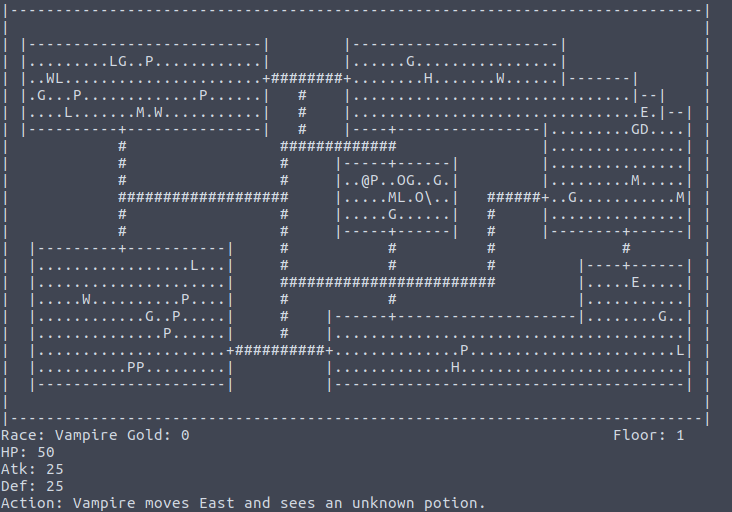 |-----------------------------------------------------------------------------|
|                                                                             |
| |--------------------------|        |-----------------------|               |
| |.........LG..P............|        |......G................|               |
| |..WL......................+########+........H.......W......|-------|       |
| |.G...P.............P......|   #    |...............................|--|    |
| |....L.......M.W...........|   #    |................................E.|--| |
| |----------+---------------|   #    |----+----------------|.........GD....| |
|            #                 #############                |...............| |
|            #                 #     |-----+------|         |...............| |
|            #                 #     |..@P..OG..G.|         |.........M.....| |
|            ###################     |.....ML.O\..|   ######+..G...........M| |
|            #                 #     |.....G......|   #     |...............| |
|            #                 #     |-----+------|   #     |--------+------| |
|  |---------+-----------|     #           #          #              #        |
|  |.................L...|     #           #          #         |----+------| |
|  |.....................|     ########################         |.....E.....| |
|  |.....W..........P....|     #           #                    |...........| |
|  |............G..P.....|     #    |------+--------------------|........G..| |
|  |..............P......|     #    |.......................................| |
|  |.....................+##########+..............P.......................L| |
|  |..........PP.........|          |.............H.........................| |
|  |---------------------|          |---------------------------------------| |
|                                                                             |
|-----------------------------------------------------------------------------|
Race: Vampire Gold: 0                                               Floor: 1
HP: 50
Atk: 25
Def: 25
Action: Vampire moves East and sees an unknown potion.